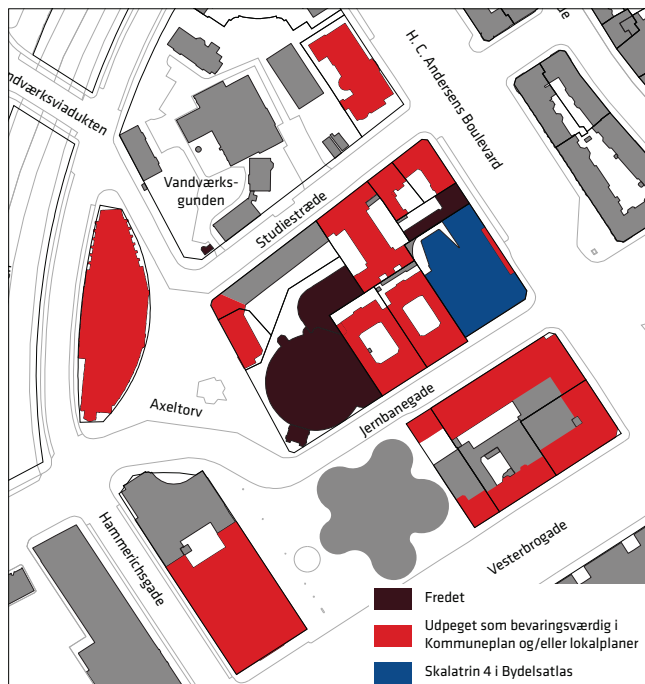 H. C. Andersens Boulevard
ndværksviadukten
Vandværks-
gunden
Studiestræde
Axeltorv
Jernbanegade
Hammerichsgade
Vesterbrogade
Fredet
Udpeget som bevaringsværdig i
Kommuneplan og/eller lokalplaner
Skalatrin 4 i Bydelsatlas